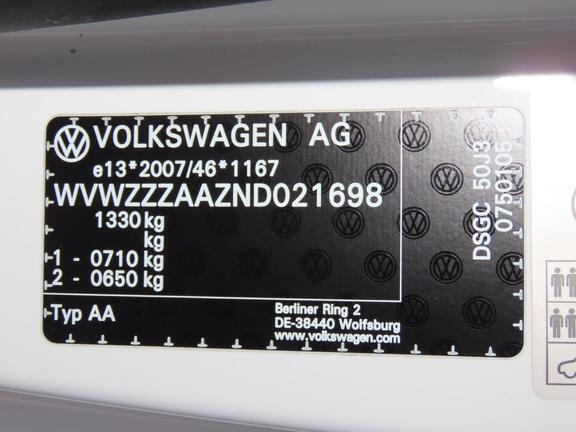 VOLKSWAGEN AG
e13*2007/46*1167
WVWZZZAAZND021698
1330 kg
kg
1 - 0710 kg
2 - 0650 kg
Typ AA
Berliner Ring 2
DE-38440 Wolfsburg
www.volkswagen.com
DSGC 50J3
0750105